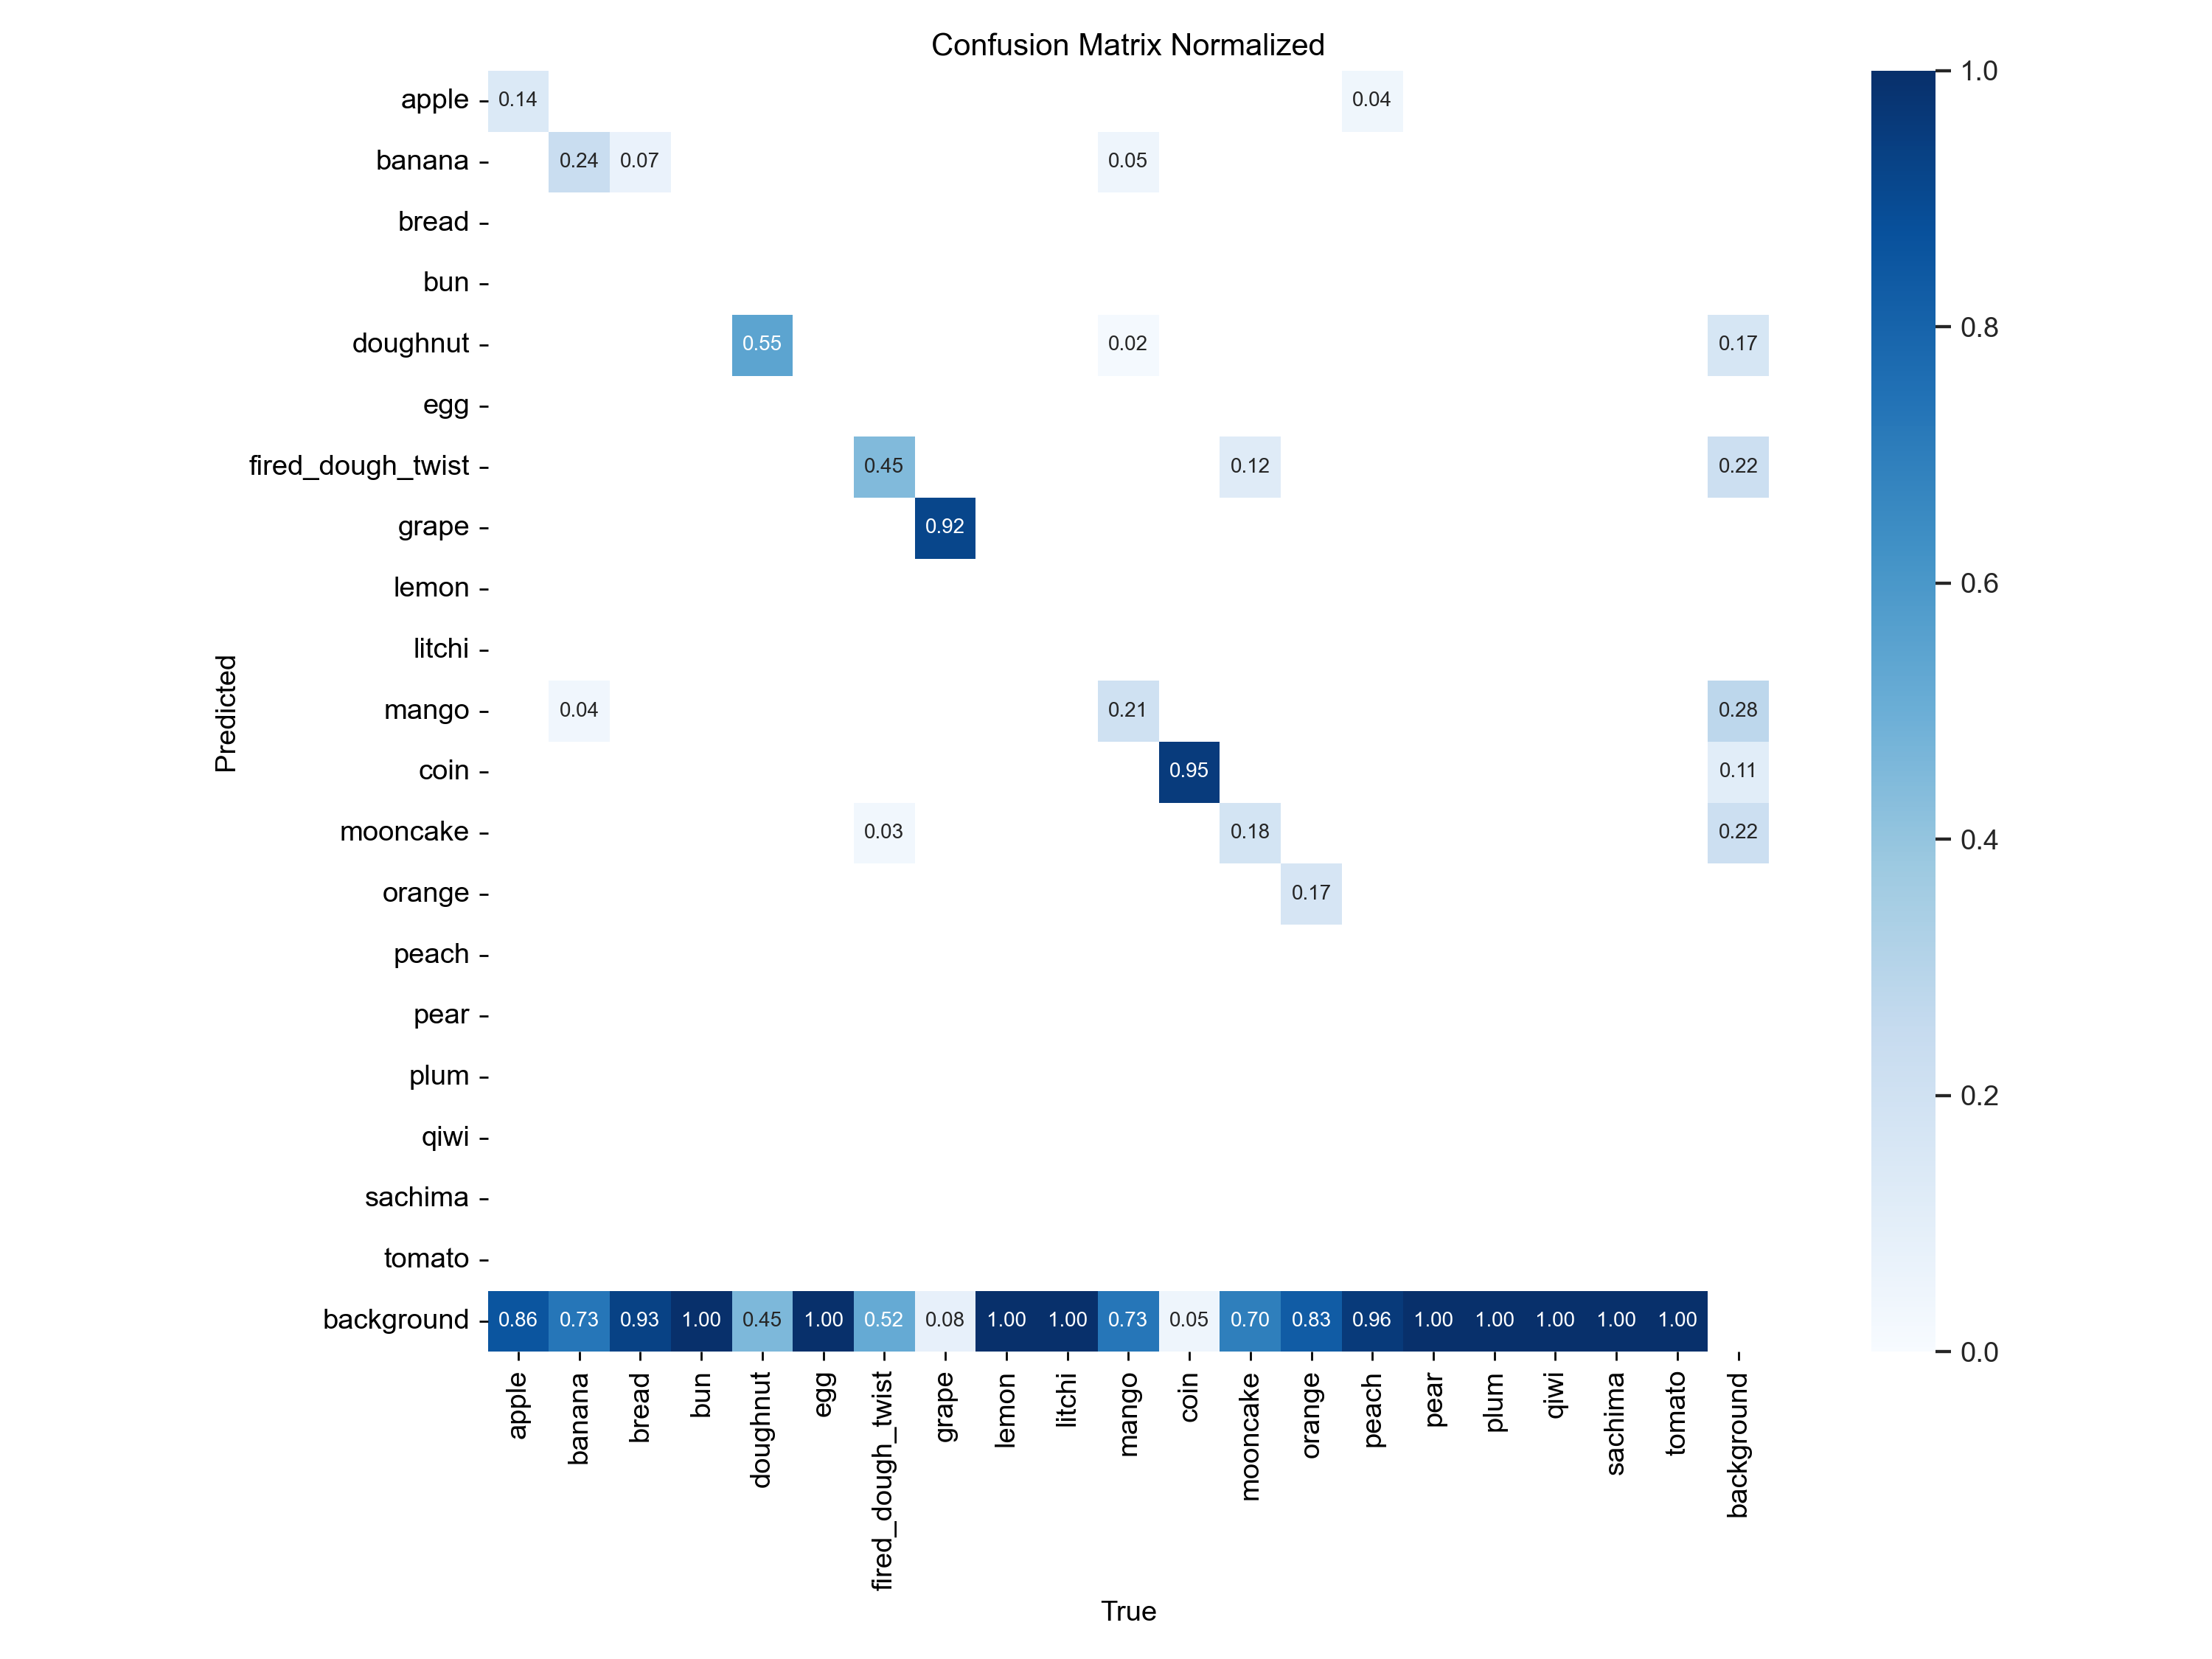 Confusion Matrix Normalized
apple 0.14 0.04
banana 0.24 0.07 0.05
bread
bun
doughnut 0.55 0.02 0.17
egg
fired_dough_twist 0.45 0.12 0.22
grape 0.92
lemon
litchi
mango 0.04 0.21 0.28
coin 0.95 0.11
mooncake 0.03 0.18 0.22
orange 0.17
peach
pear
plum
qiwi
sachima
tomato
background 0.86 0.73 0.93 1.00 0.45 1.00 0.52 0.08 1.00 1.00 0.73 0.05 0.70 0.83 0.96 1.00 1.00 1.00 1.00 1.00
Predicted
apple banana bread bun doughnut egg fired_dough_twist grape lemon litchi mango coin mooncake orange peach pear plum qiwi sachima tomato background
True
1.0
0.8
0.6
0.4
0.2
0.0